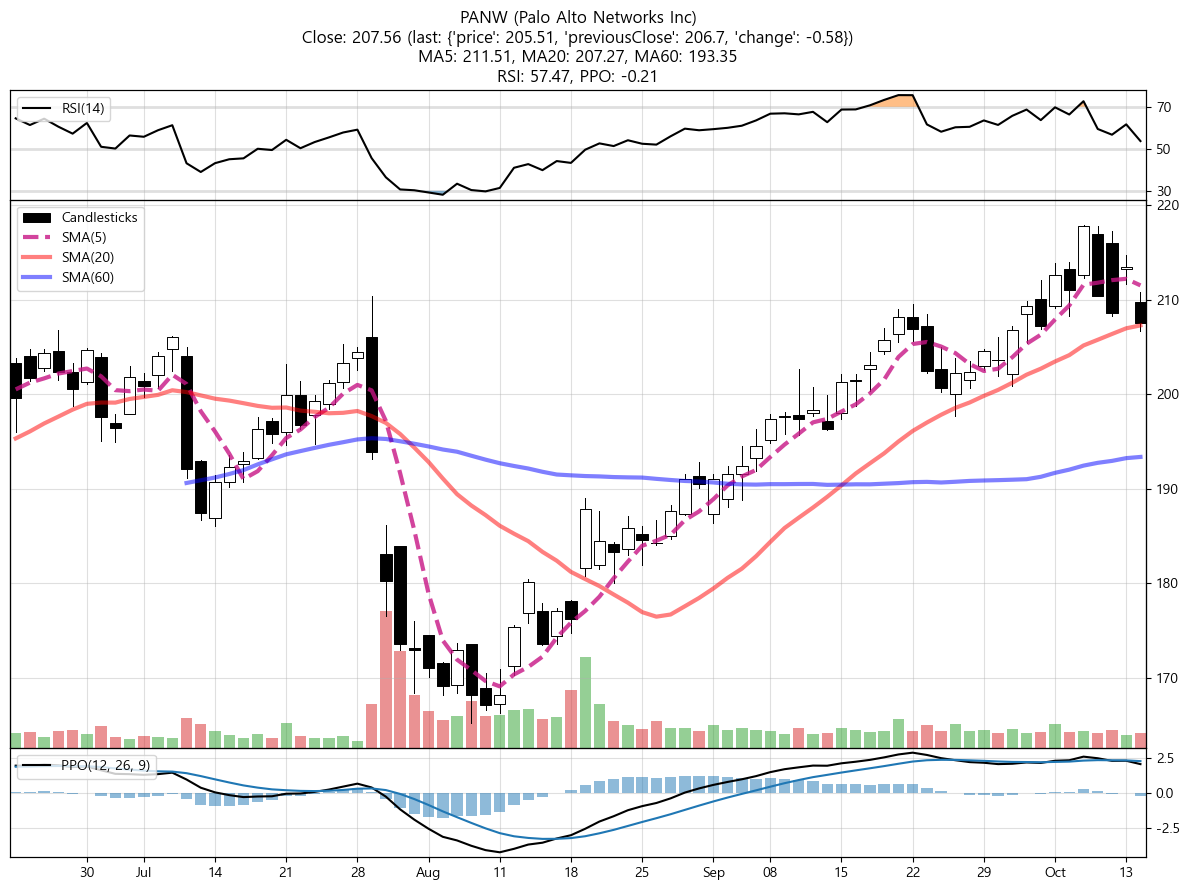 PANW (Palo Alto Networks Inc)
Close: 207.56 (last: {'price': 205.51, 'previousClose': 206.7, 'change': -0.58})
MA5: 211.51, MA20: 207.27, MA60: 193.35
RSI: 57.47, PPO: -0.21
RSI(14)
70
50
30
Candlesticks
SMA(5)
SMA(20)
SMA(60)
220
210
200
190
180
170
PPO(12, 26, 9)
2.5
0.0
-2.5
30 Jul 14 21 28 Aug 11 18 25 Sep 08 15 22 29 Oct 13